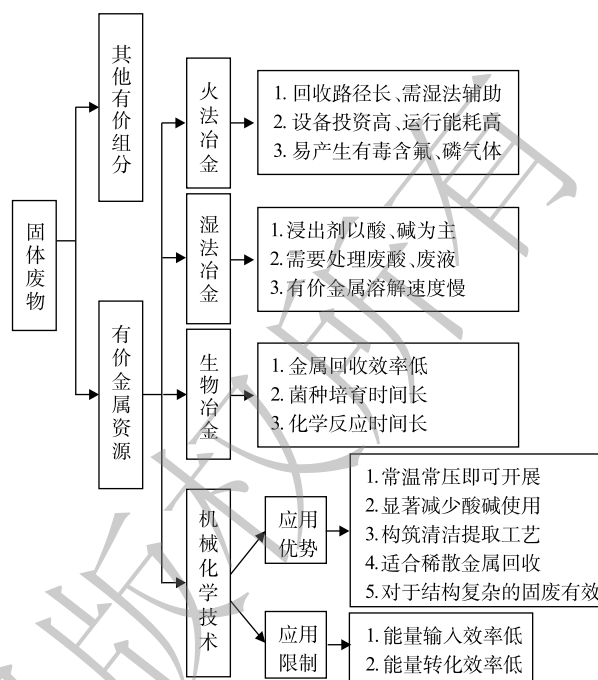 固体废物
其他有价组分
有价金属资源
火法冶金
1. 回收路径长、需湿法辅助
2. 设备投资高、运行能耗高
3. 易产生有毒含氟、磷气体
湿法冶金
1.浸出剂以酸、碱为主
2.需要处理废酸、废液
3.有价金属溶解速度慢
生物冶金
1. 金属回收效率低
2. 菌种培育时间长
3. 化学反应时间长
机械化学技术
应用
优势
1.常温常压即可开展
2.显著减少酸碱使用
3.构筑清洁提取工艺
4.适合稀散金属回收
5.对于结构复杂的固废有效
应用
限制
1.能量输入效率低
2.能量转化效率低
版权所有